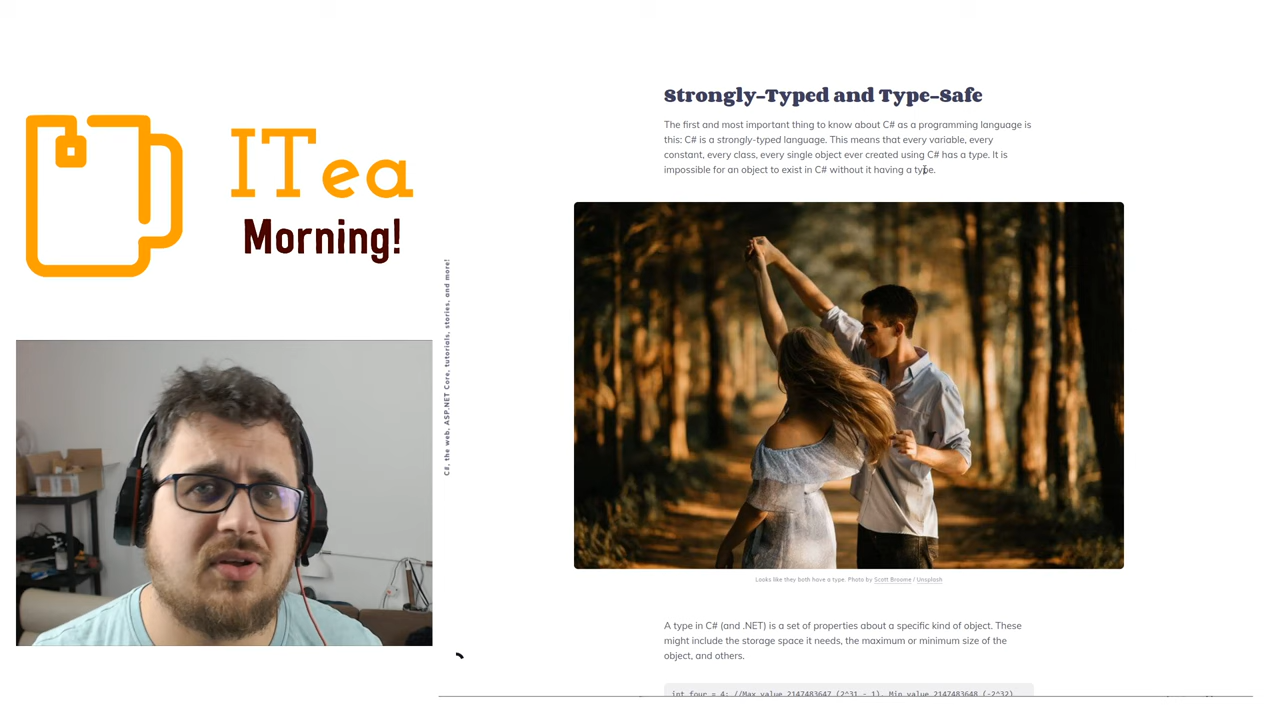 ITea
Morning!
C#, the web, ASP.NET Core, tutorials, stories, and more!
Strongly-Typed and Type-Safe
The first and most important thing to know about C# as a programming language is
this: C# is a strongly-typed language. This means that every variable, every
constant, every class, every single object ever created using C# has a type. It is
impossible for an object to exist in C# without it having a type.
Looks like they both have a type. Photo by Scott Broome / Unsplash
A type in C# (and .NET) is a set of properties about a specific kind of object. These
might include the storage space it needs, the maximum or minimum size of the
object, and others.
int four = 4; //Max value 2147483647 (2^31 - 1), Min value 2147483648 (-2^32)